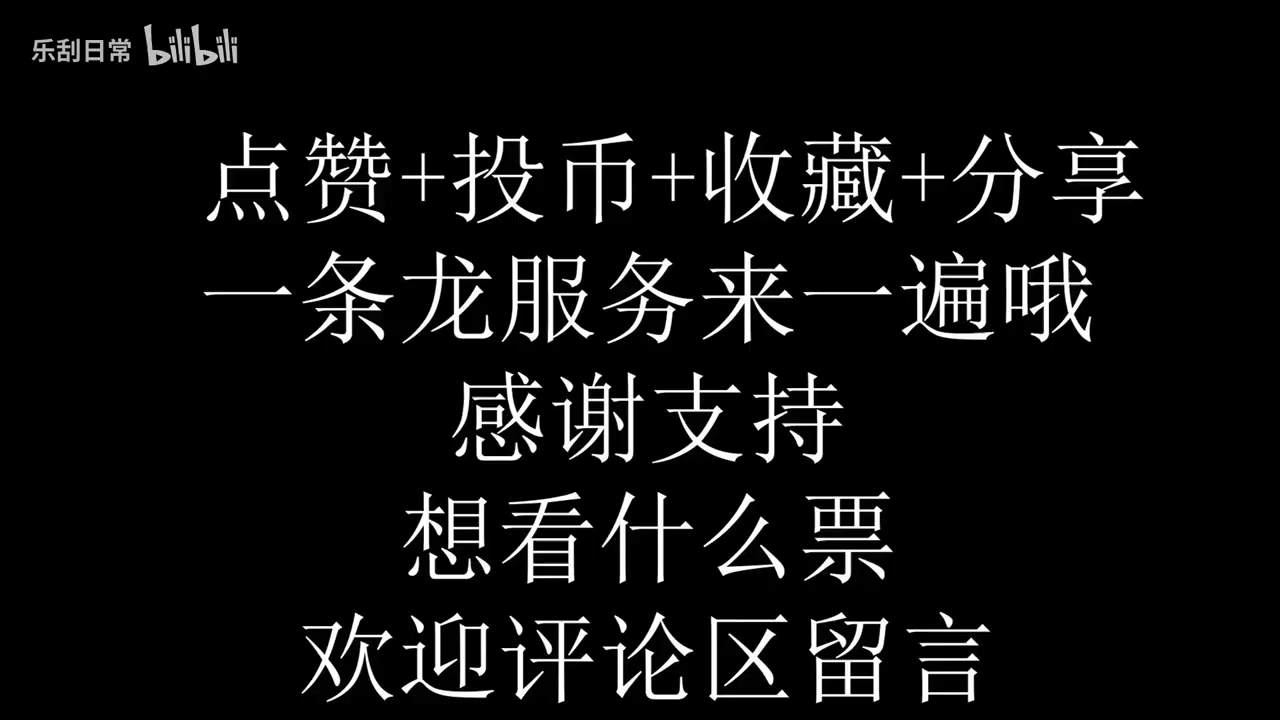 乐刮日常 bilibili
点赞+投币+收藏+分享
一条龙服务来一遍哦
感谢支持
想看什么票
欢迎评论区留言